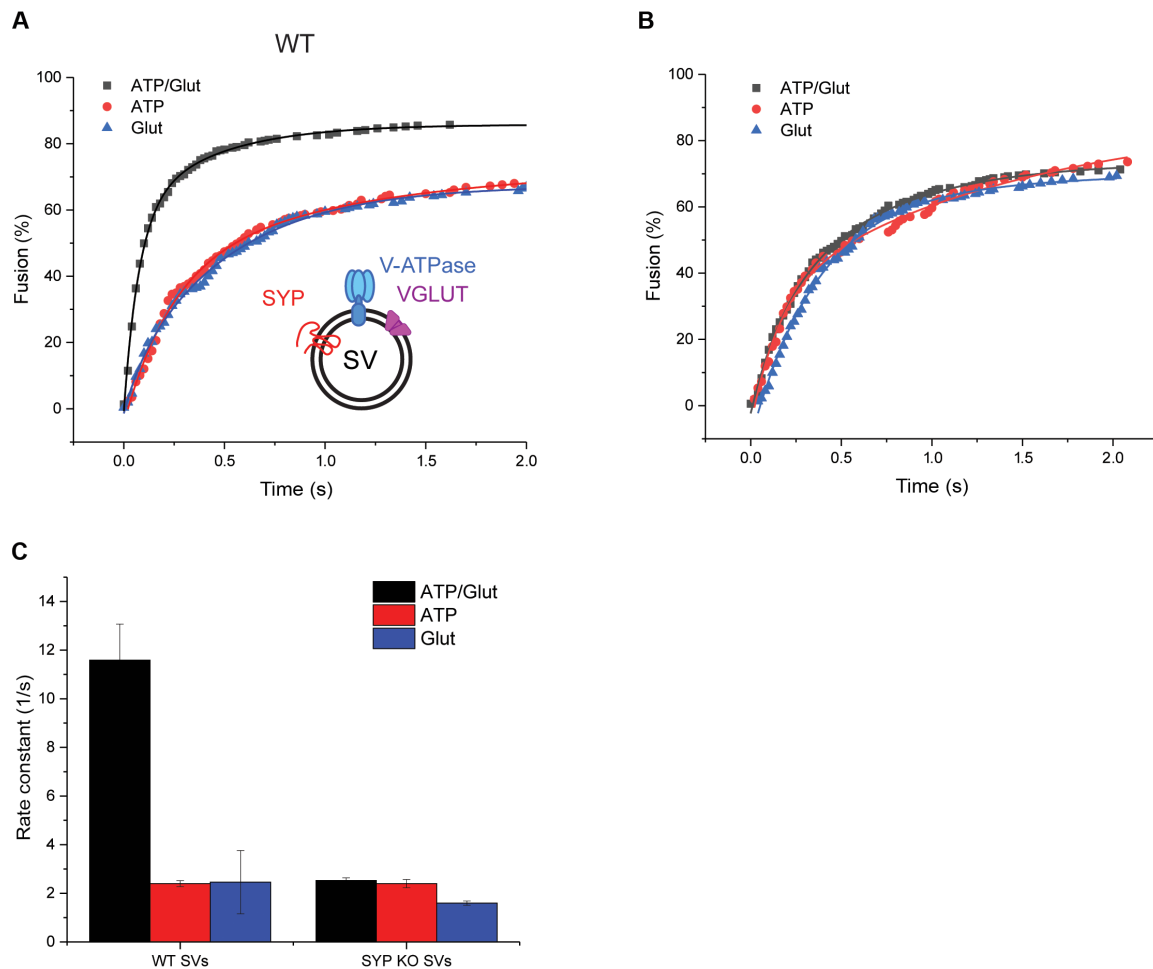 A
WT
ATP/Glut
ATP
Glut
100
80
60
40
20
0
Fusion (%)
0.0
0.5
1.0
1.5
2.0
Time (s)
V-ATPase
SYP
VGLUT
SV
B
ATP/Glut
ATP
Glut
100
80
60
40
20
0
Fusion (%)
0.0
0.5
1.0
1.5
2.0
Time (s)
C
ATP/Glut
ATP
Glut
14
12
10
8
6
4
2
0
Rate constant (1/s)
WT SVs
SYP KO SVs